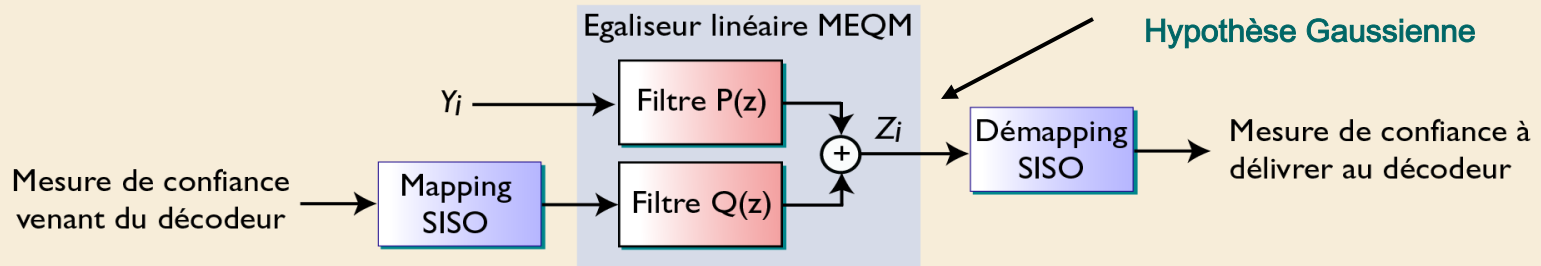 Egaliseur linéaire MEQM
Hypothèse Gaussienne
Yi
Filtre P(z)
Zi
+
Démapping
SISO
Mesure de confiance à
délivrer au décodeur
Mesure de confiance
venant du décodeur
Mapping
SISO
Filtre Q(z)